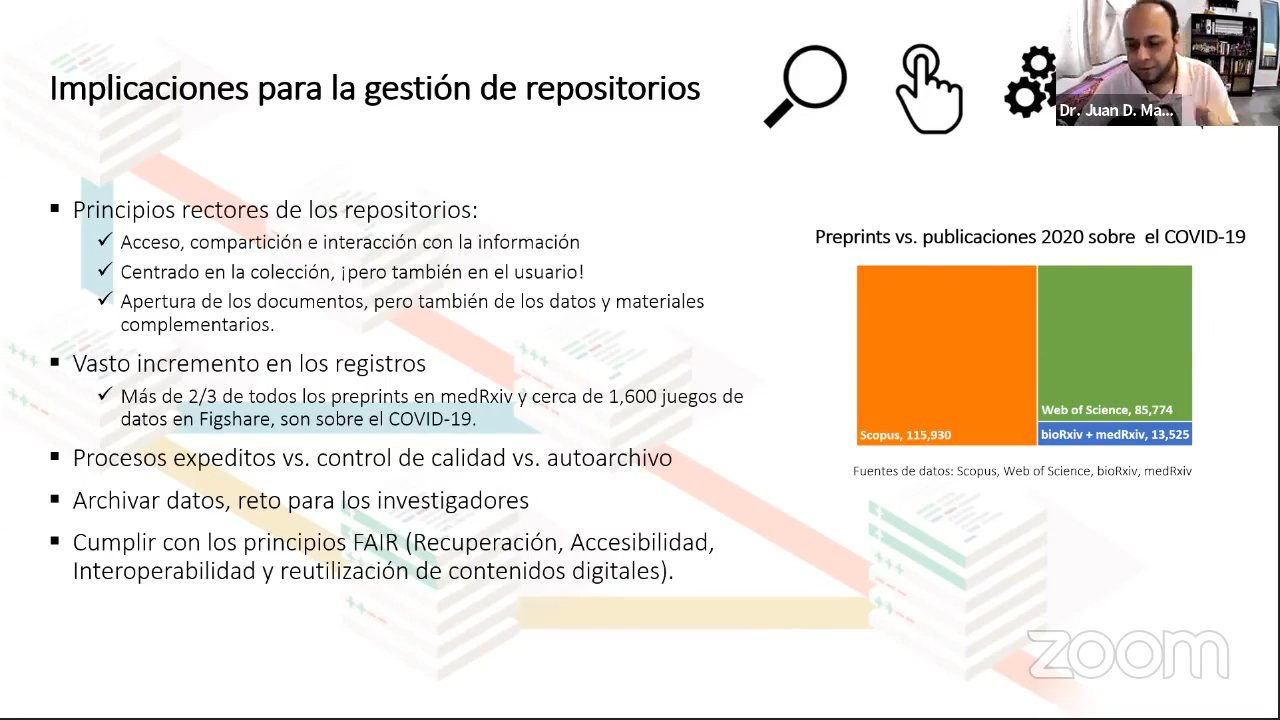 Implicaciones para la gestión de repositorios
Dr. Juan D. Ma...
Principios rectores de los repositorios:
Acceso, compartición e interacción con la información
Centrado en la colección, ¡pero también en el usuario!
Apertura de los documentos, pero también de los datos y materiales
complementarios.
Vasto incremento en los registros
Más de 2/3 de todos los preprints en medRxiv y cerca de 1,600 juegos de
datos en Figshare, son sobre el COVID-19.
Procesos expeditos vs. control de calidad vs. autoarchivo
Archivar datos, reto para los investigadores
Cumplir con los principios FAIR (Recuperación, Accesibilidad,
Interoperabilidad y reutilización de contenidos digitales).
Preprints vs. publicaciones 2020 sobre el COVID-19
Web of Science, 85,774
Scopus, 115,930
bioRxiv + medRxiv, 13,525
Fuentes de datos: Scopus, Web of Science, bioRxiv, medRxiv
zoom